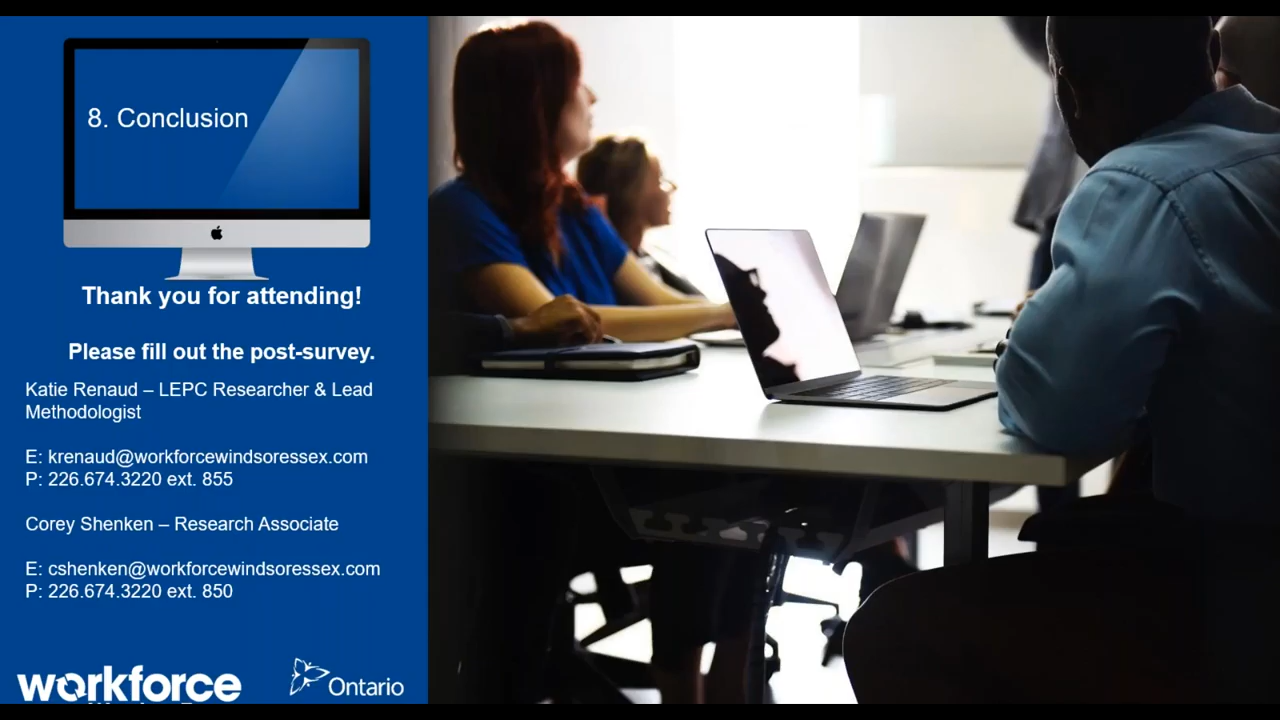 8. Conclusion
Thank you for attending!
Please fill out the post-survey.
Katie Renaud – LEPC Researcher & Lead
Methodologist
E: krenaud@workforcewindsoressex.com
P: 226.674.3220 ext. 855
Corey Shenken – Research Associate
E: cshenken@workforcewindsoressex.com
P: 226.674.3220 ext. 850
workforce
Ontario